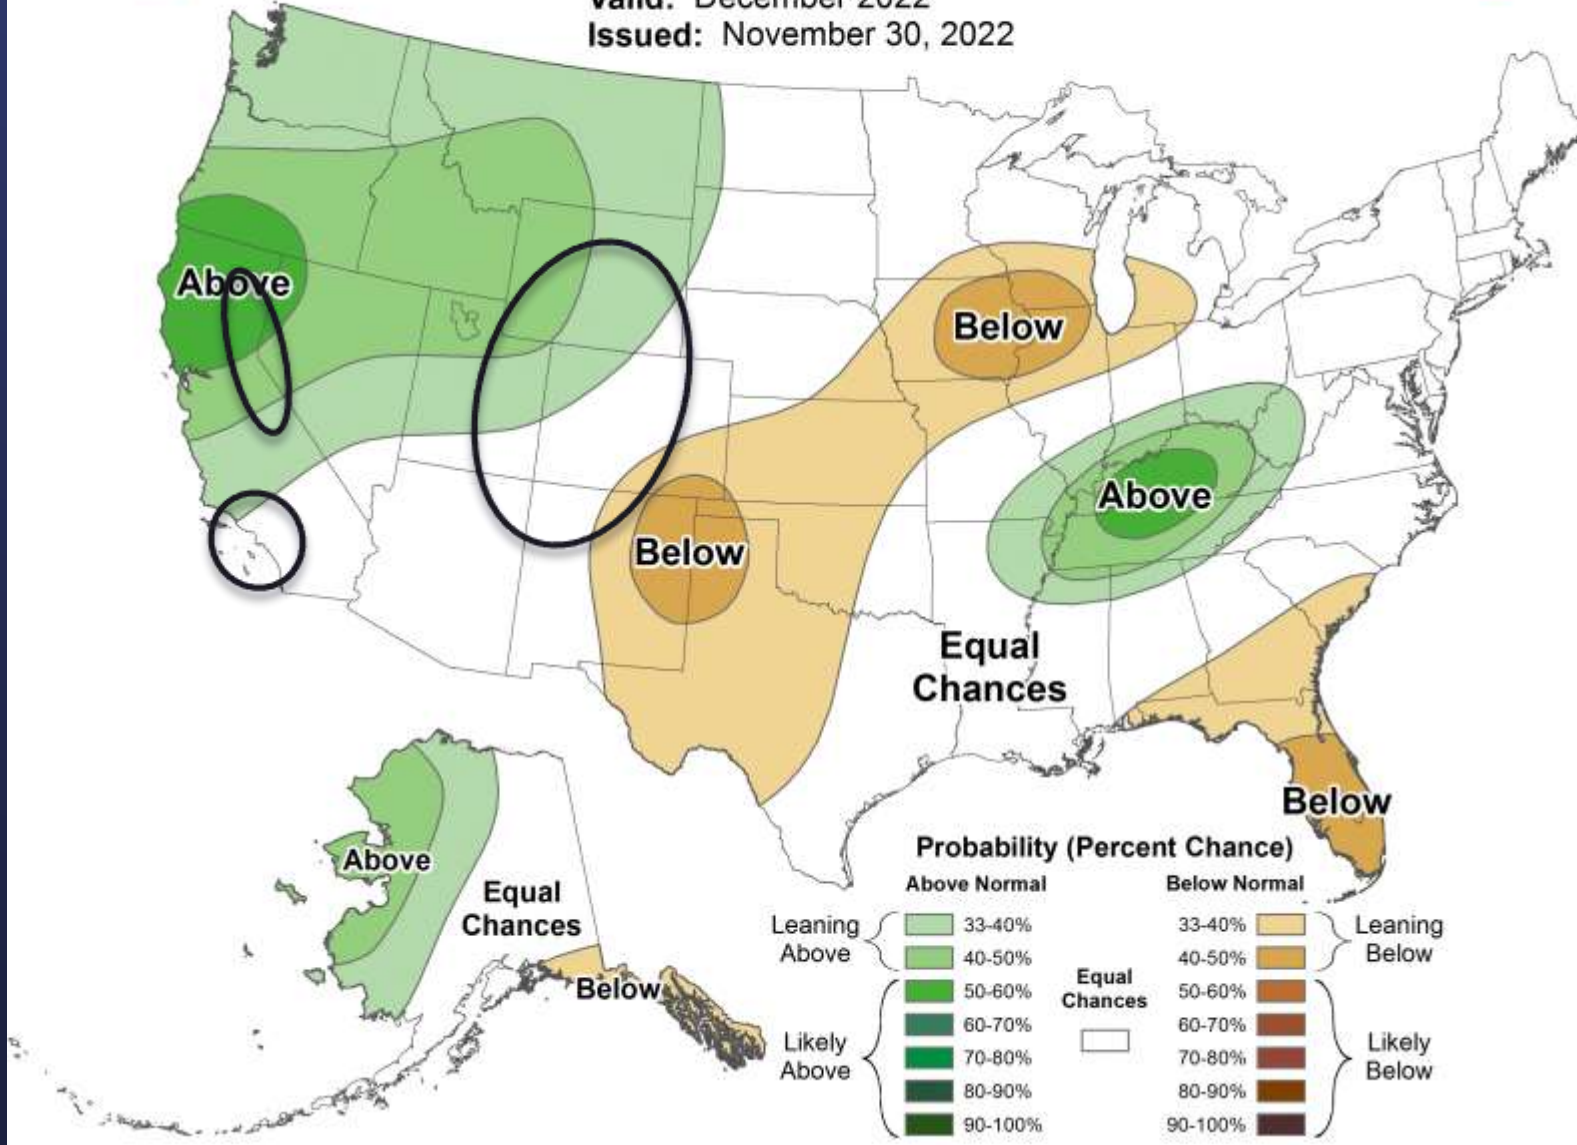 Valid: December 2022
Issued: November 30, 2022
Above
Below
Above
Below
Equal
Chances
Below
Above
Equal
Chances
Below
Probability (Percent Chance)
Above Normal
Below Normal
Leaning
Above
33-40%
40-50%
50-60%
60-70%
70-80%
80-90%
90-100%
Likely
Above
Equal
Chances
33-40%
40-50%
50-60%
60-70%
70-80%
80-90%
90-100%
Leaning
Below
Likely
Below